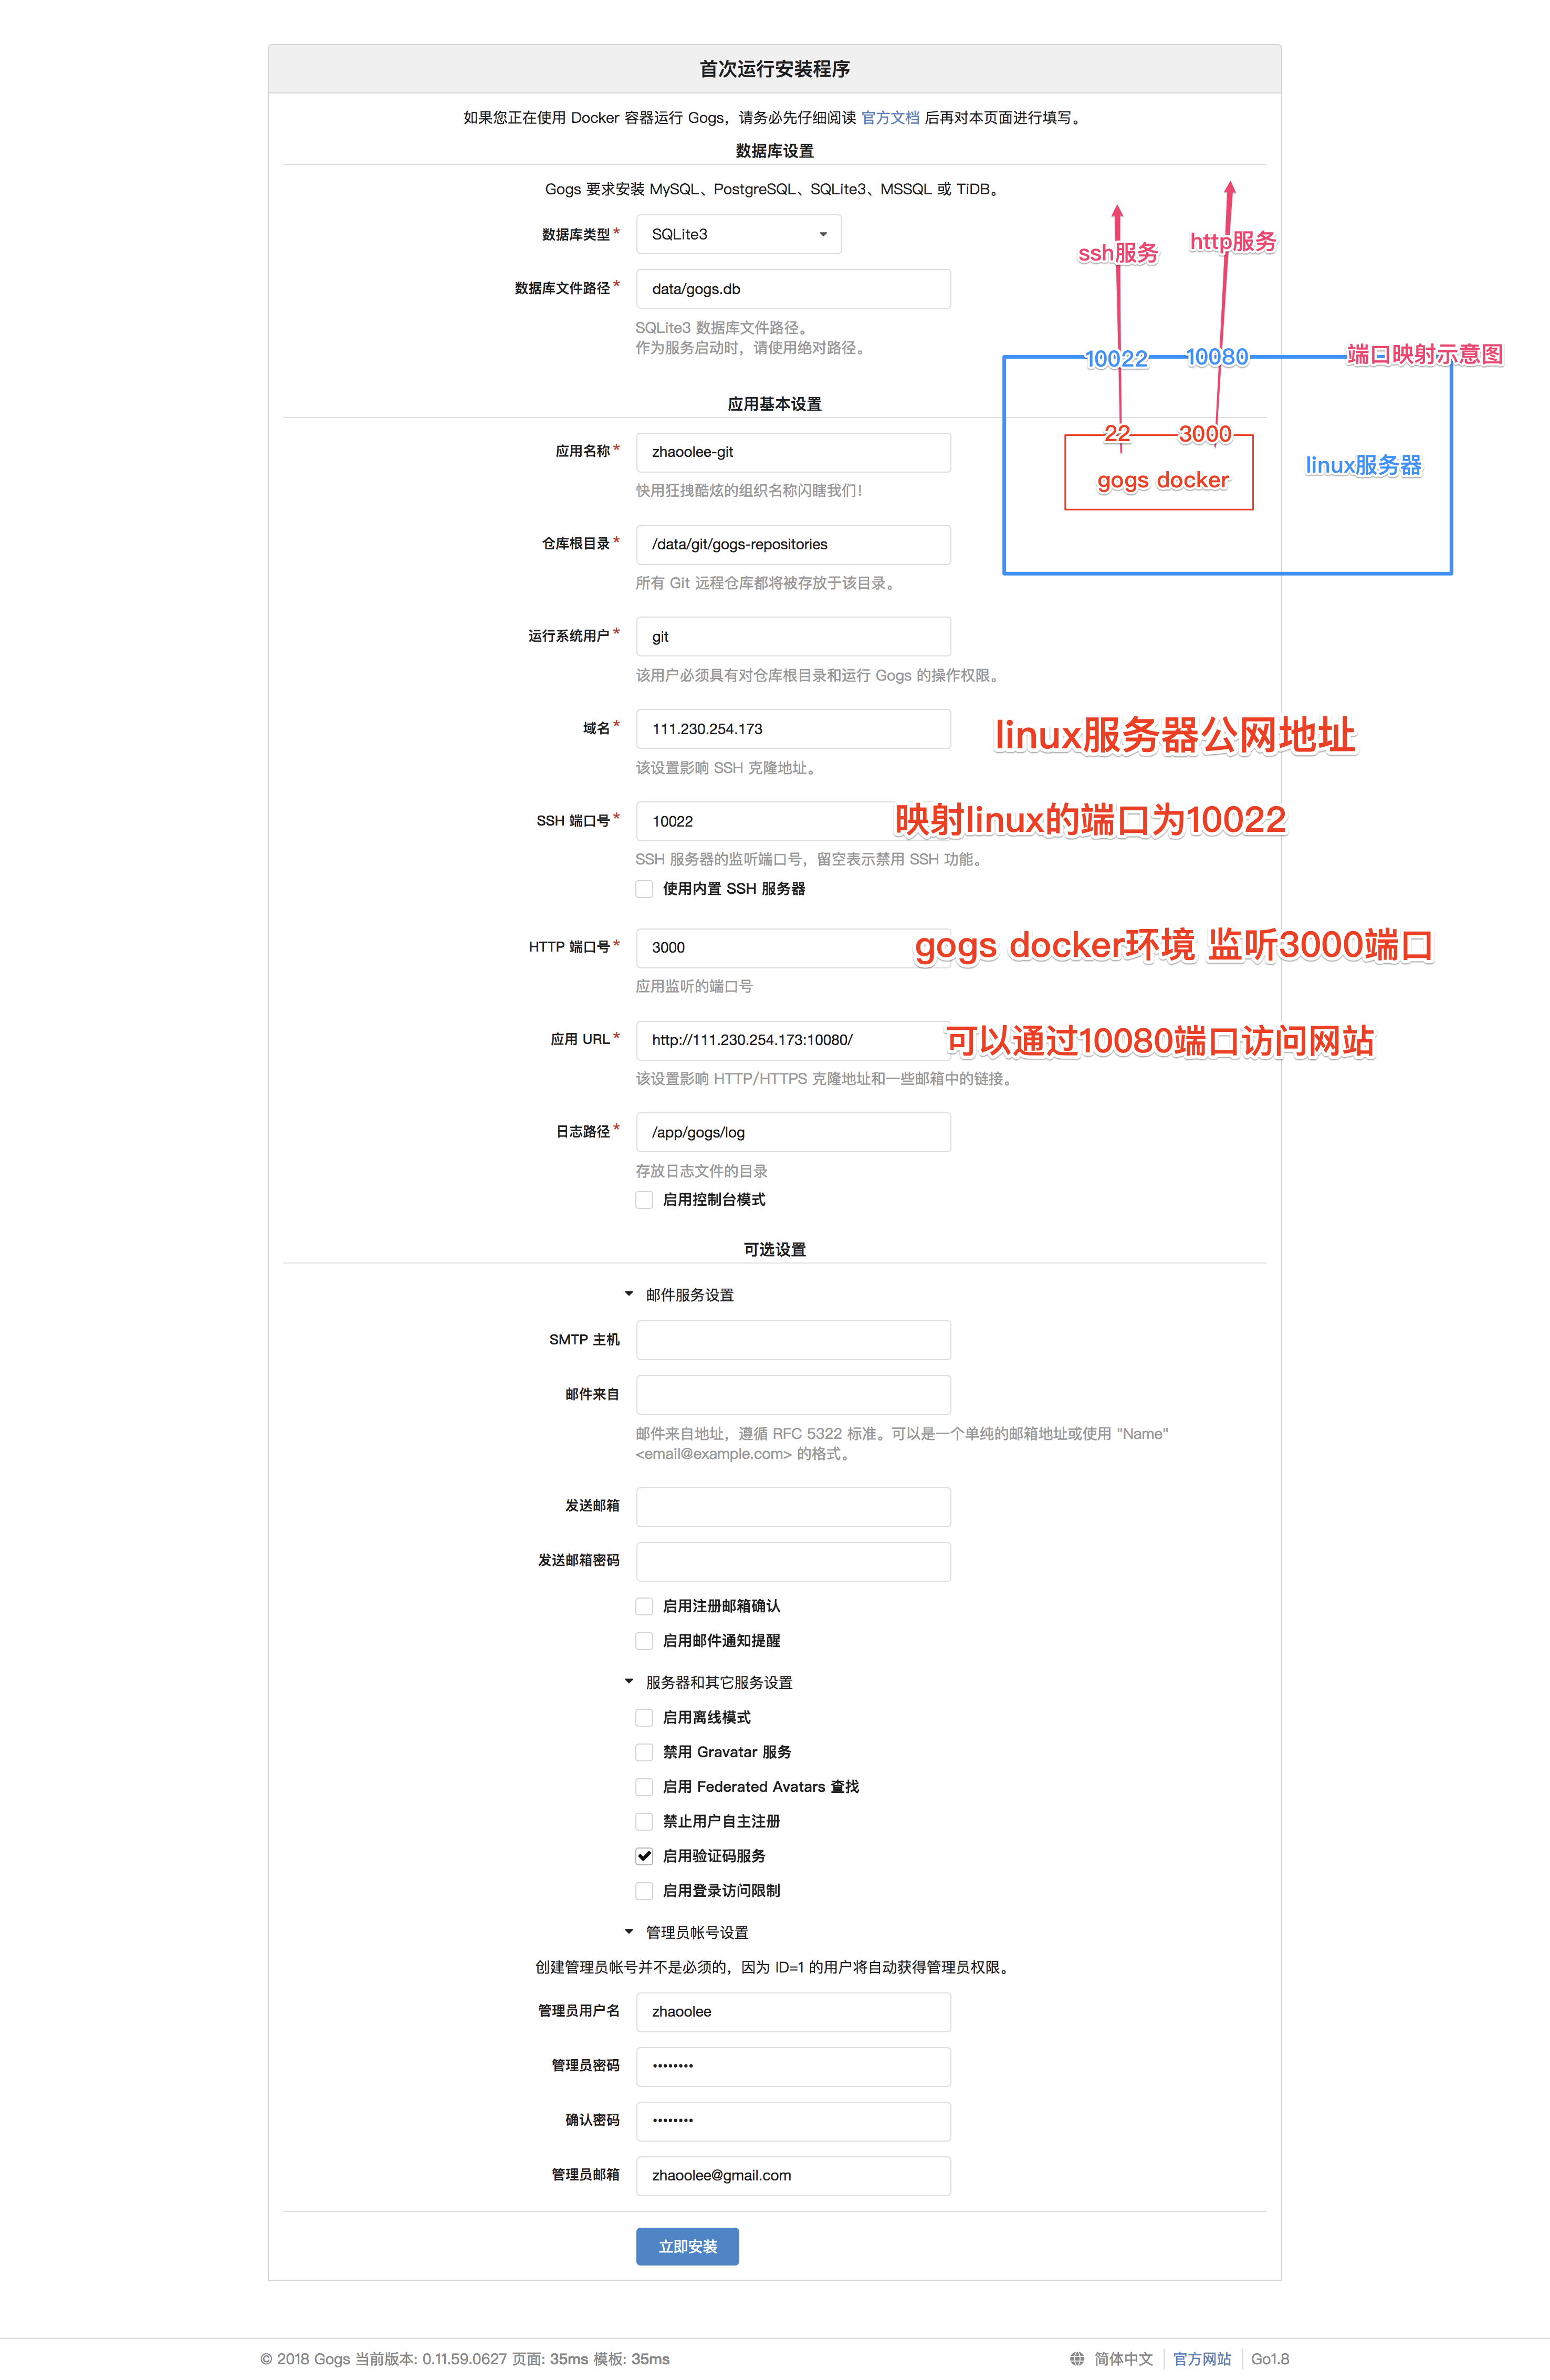 首次运行安装程序
如果您正在使用 Docker 容器运行 Gogs，请务必先仔细阅读 官方文档 后再对本页面进行填写。
数据库设置
Gogs 要求安装 MySQL、PostgreSQL、SQLite3、MSSQL 或 TiDB。
数据库类型* SQLite3
ssh服务 http服务
数据库文件路径* data/gogs.db
SQLite3 数据库文件路径。
作为服务启动时，请使用绝对路径。
10022 10080 端口映射示意图
应用基本设置
22 3000
应用名称* zhaoolee-git
linux服务器
gogs docker
快用狂拽酷炫的组织名称闪瞎我们！
仓库根目录* /data/git/gogs-repositories
所有 Git 远程仓库都将被存放于该目录。
运行系统用户* git
该用户必须具有对仓库根目录和运行 Gogs 的操作权限。
域名* 111.230.254.173 linux服务器公网地址
该设置影响 SSH 克隆地址。
SSH 端口号* 10022 映射linux的端口为10022
SSH 服务器的监听端口号，留空表示禁用 SSH 功能。
使用内置 SSH 服务器
HTTP 端口号* 3000 gogs docker环境 监听3000端口
应用监听的端口号
应用 URL* http://111.230.254.173:10080/ 可以通过10080端口访问网站
该设置影响 HTTP/HTTPS 克隆地址和一些邮箱中的链接。
日志路径* /app/gogs/log
存放日志文件的目录
启用控制台模式
可选设置
邮件服务设置
SMTP 主机
邮件来自
邮件来自地址，遵循 RFC 5322 标准。可以是一个单纯的邮箱地址或使用 "Name"
<email@example.com> 的格式。
发送邮箱
发送邮箱密码
启用注册邮箱确认
启用邮件通知提醒
服务器和其它服务设置
启用离线模式
禁用 Gravatar 服务
启用 Federated Avatars 查找
禁止用户自主注册
启用验证码服务
启用登录访问限制
管理员帐号设置
创建管理员帐号并不是必须的，因为 ID=1 的用户将自动获得管理员权限。
管理员用户名 zhaoolee
管理员密码 ••••••••
确认密码 ••••••••
管理员邮箱 zhaoolee@gmail.com
立即安装
© 2018 Gogs 当前版本: 0.11.59.0627 页面: 35ms 模板: 35ms 简体中文 官方网站 Go1.8